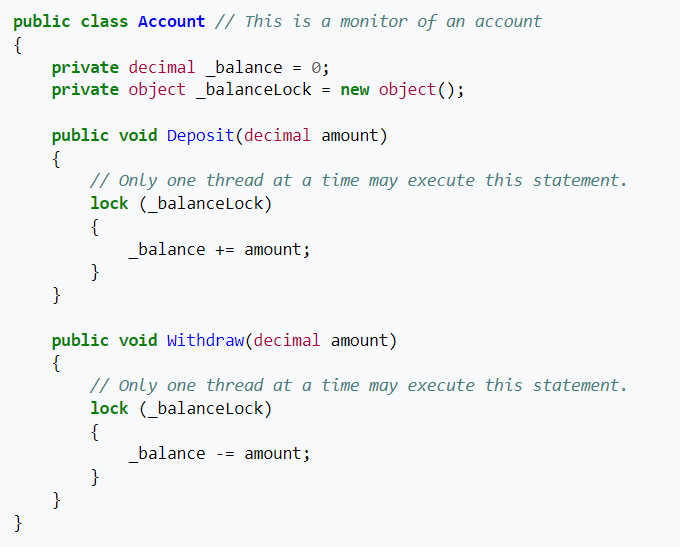 public class Account // This is a monitor of an account
{
    private decimal _balance = 0;
    private object _balanceLock = new object();

    public void Deposit(decimal amount)
    {
        // Only one thread at a time may execute this statement.
        lock (_balanceLock)
        {
            _balance += amount;
        }
    }

    public void Withdraw(decimal amount)
    {
        // Only one thread at a time may execute this statement.
        lock (_balanceLock)
        {
            _balance -= amount;
        }
    }
}